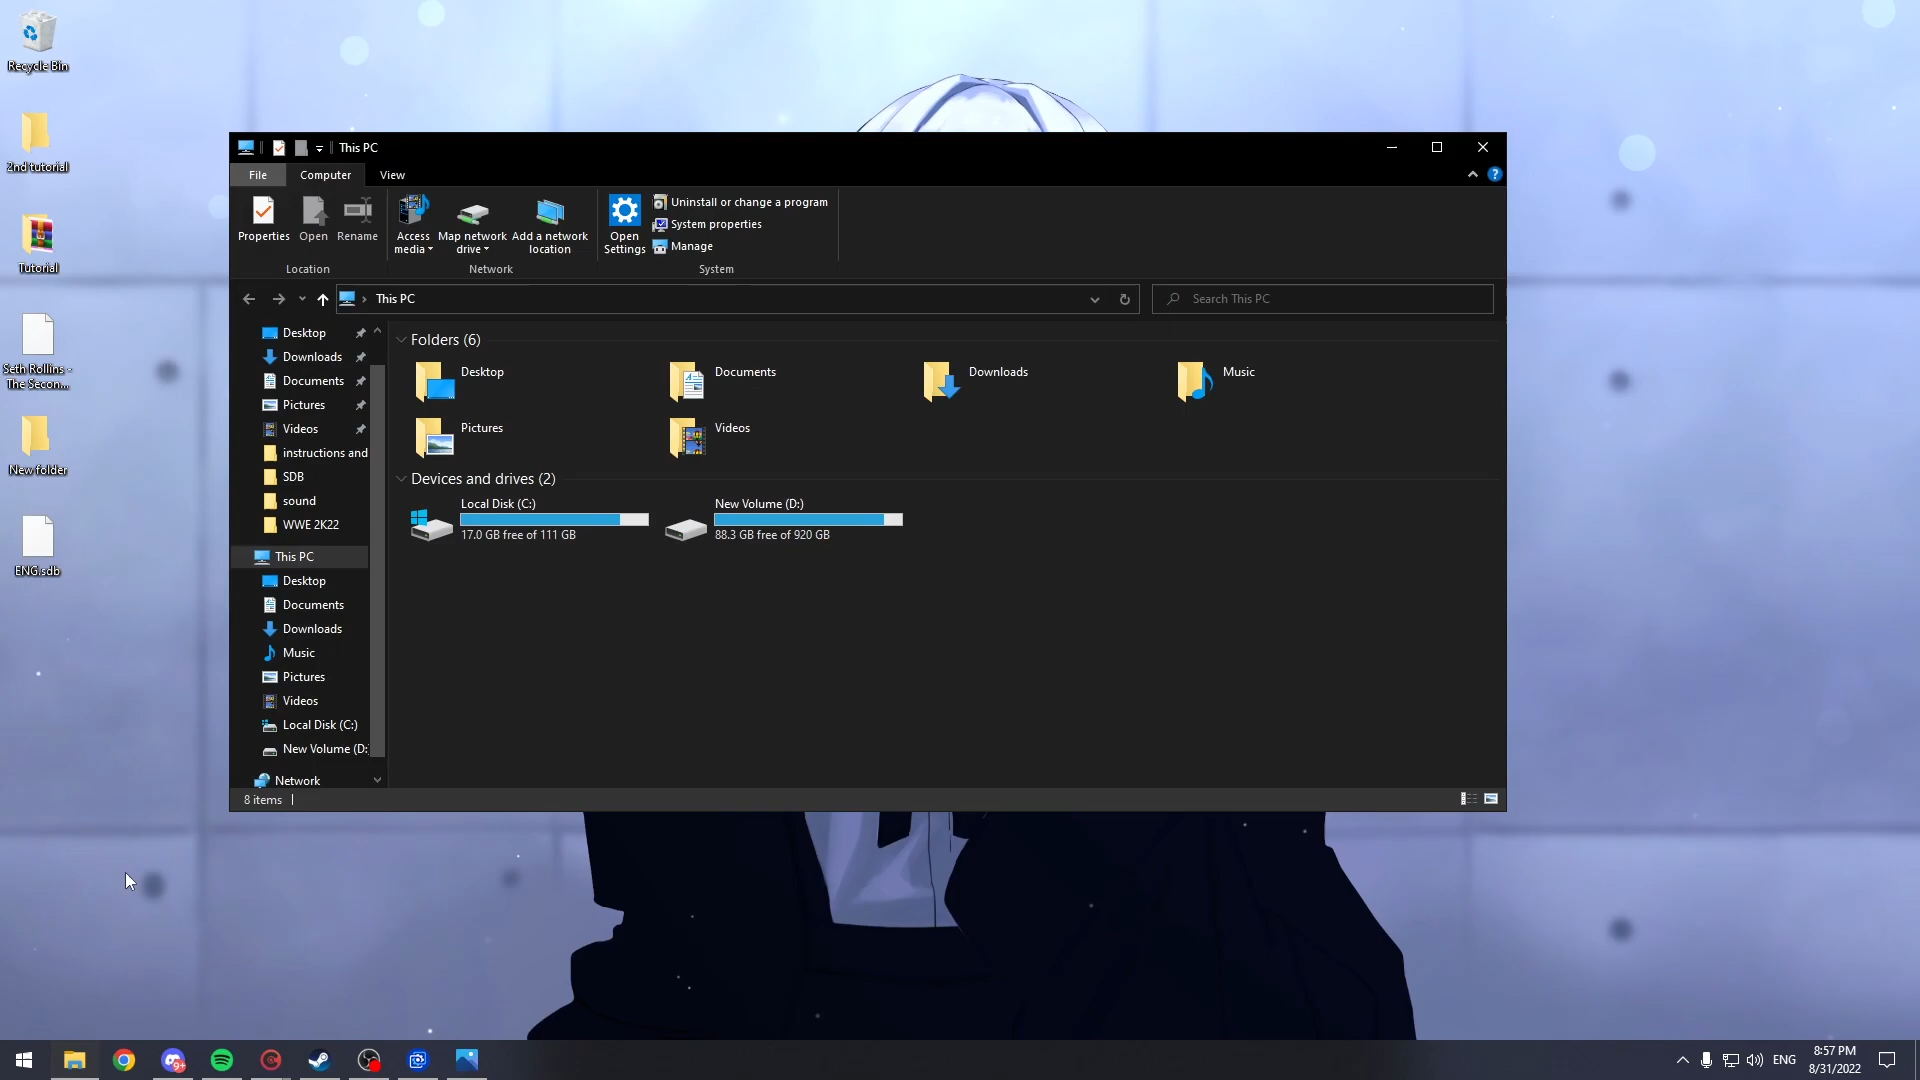 Recycle Bin
2nd tutorial
Tutorial
Seth Rollins -
The Secon...
New folder
ENG.sdb
This PC
File
Computer
View
?
Properties
Open
Rename
Location
Access
media
Map network
drive
Add a network
location
Network
Open
Settings
Uninstall or change a program
System properties
Manage
System
This PC
Search This PC
Desktop
Downloads
Documents
Pictures
Videos
instructions and
SDB
sound
WWE 2K22
This PC
Desktop
Documents
Downloads
Music
Pictures
Videos
Local Disk (C:)
New Volume (D:
Network
Folders (6)
Desktop
Documents
Downloads
Music
Pictures
Videos
Devices and drives (2)
Local Disk (C:)
17.0 GB free of 111 GB
New Volume (D:)
88.3 GB free of 920 GB
8 items
9+
ENG
8:57 PM
8/31/2022